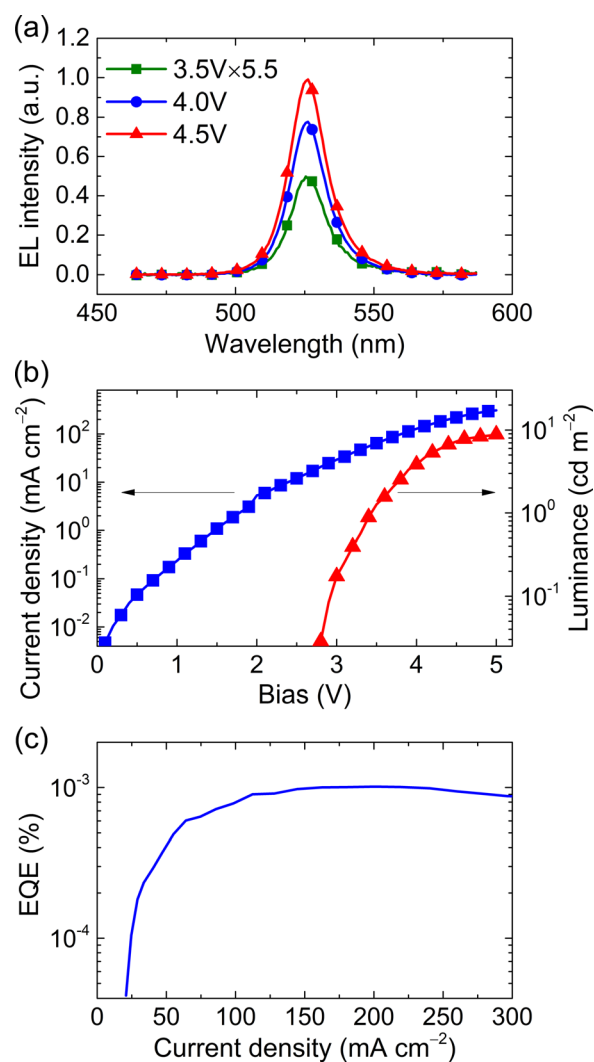 (a)
1.2
1.0
0.8
0.6
0.4
0.2
0.0
EL intensity (a.u.)
3.5V×5.5
4.0V
4.5V
450 500 550 600
Wavelength (nm)
(b)
10²
10¹
10⁰
10⁻¹
10⁻²
Current density (mA cm⁻²)
10¹
10⁰
10⁻¹
Luminance (cd m⁻²)
0 1 2 3 4 5
Bias (V)
(c)
10⁻³
10⁻⁴
EQE (%)
0 50 100 150 200 250 300
Current density (mA cm⁻²)